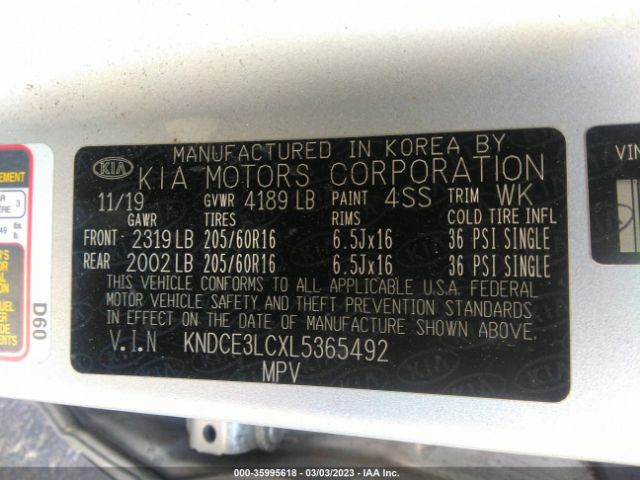 MANUFACTURED IN KOREA BY
KIA KIA MOTORS CORPORATION
11/19 GVWR 4189 LB PAINT 4SS TRIM WK
GAWR TIRES RIMS COLD TIRE INFL
FRONT 2319 LB 205/60R16 6.5Jx16 36 PSI SINGLE
REAR 2002 LB 205/60R16 6.5Jx16 36 PSI SINGLE
THIS VEHICLE CONFORMS TO ALL APPLICABLE U.S.A. FEDERAL
MOTOR VEHICLE SAFETY AND THEFT PREVENTION STANDARDS
IN EFFECT ON THE DATE OF MANUFACTURE SHOWN ABOVE.
V.I.N KNDCE3LCXL5365492
MPV
D60
VIN
000-35995618 - 03/03/2023 - IAA Inc.